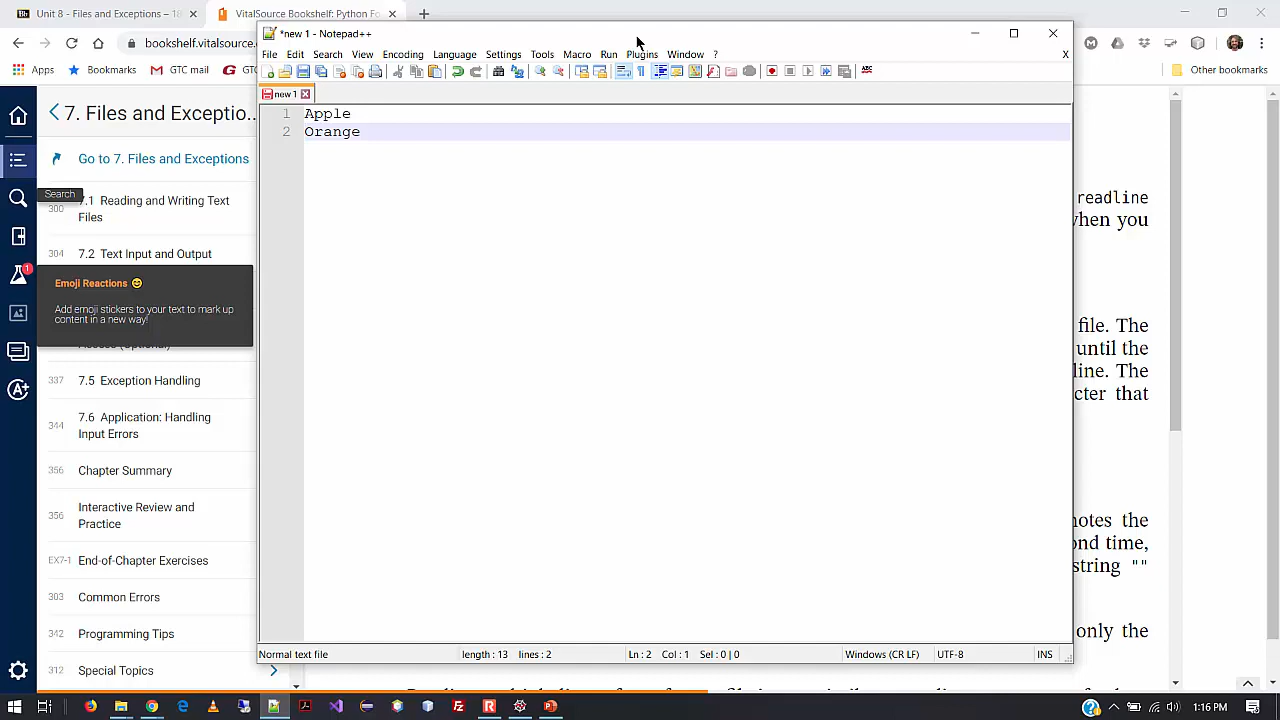 Unit 8 - Files and Exceptions – 18
VitalSource Bookshelf: Python Fo
bookshelf.vitalsource.
Apps
Bookmarks
GTC mail
Other bookmarks
*new 1 - Notepad++
File Edit Search View Encoding Language Settings Tools Macro Run Plugins Window ? X
new 1
1 Apple
2 Orange
7. Files and Exceptio...
Go to 7. Files and Exceptions
Search
300 7.1 Reading and Writing Text
Files
304 7.2 Text Input and Output
Emoji Reactions
Add emoji stickers to your text to mark up
content in a new way!
Access (Optional)
337 7.5 Exception Handling
344 7.6 Application: Handling
Input Errors
356 Chapter Summary
356 Interactive Review and
Practice
EX7-1 End-of-Chapter Exercises
303 Common Errors
342 Programming Tips
312 Special Topics
readline
when you
file. The
until the
line. The
cter that
notes the
ond time,
string ""
only the
Normal text file length : 13 lines : 2 Ln : 2 Col : 1 Sel : 0 | 0 Windows (CR LF) UTF-8 INS
1:16 PM